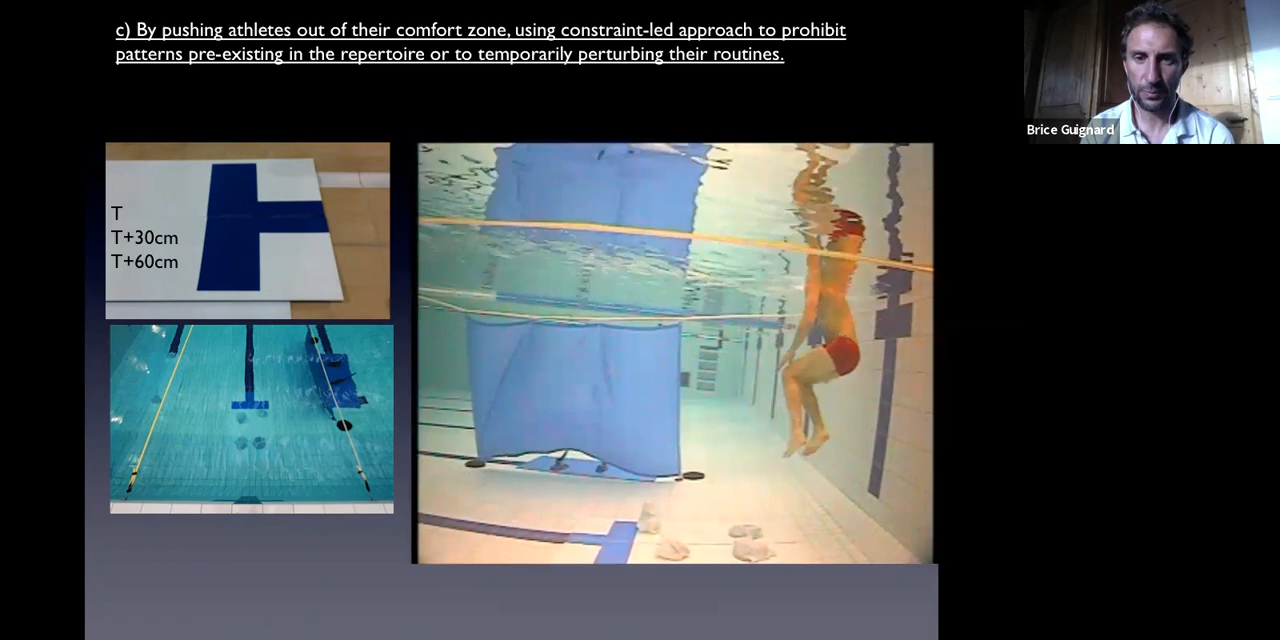 c) By pushing athletes out of their comfort zone, using constraint-led approach to prohibit
patterns pre-existing in the repertoire or to temporarily perturbing their routines.
Brice Guignard
T
T+30cm
T+60cm